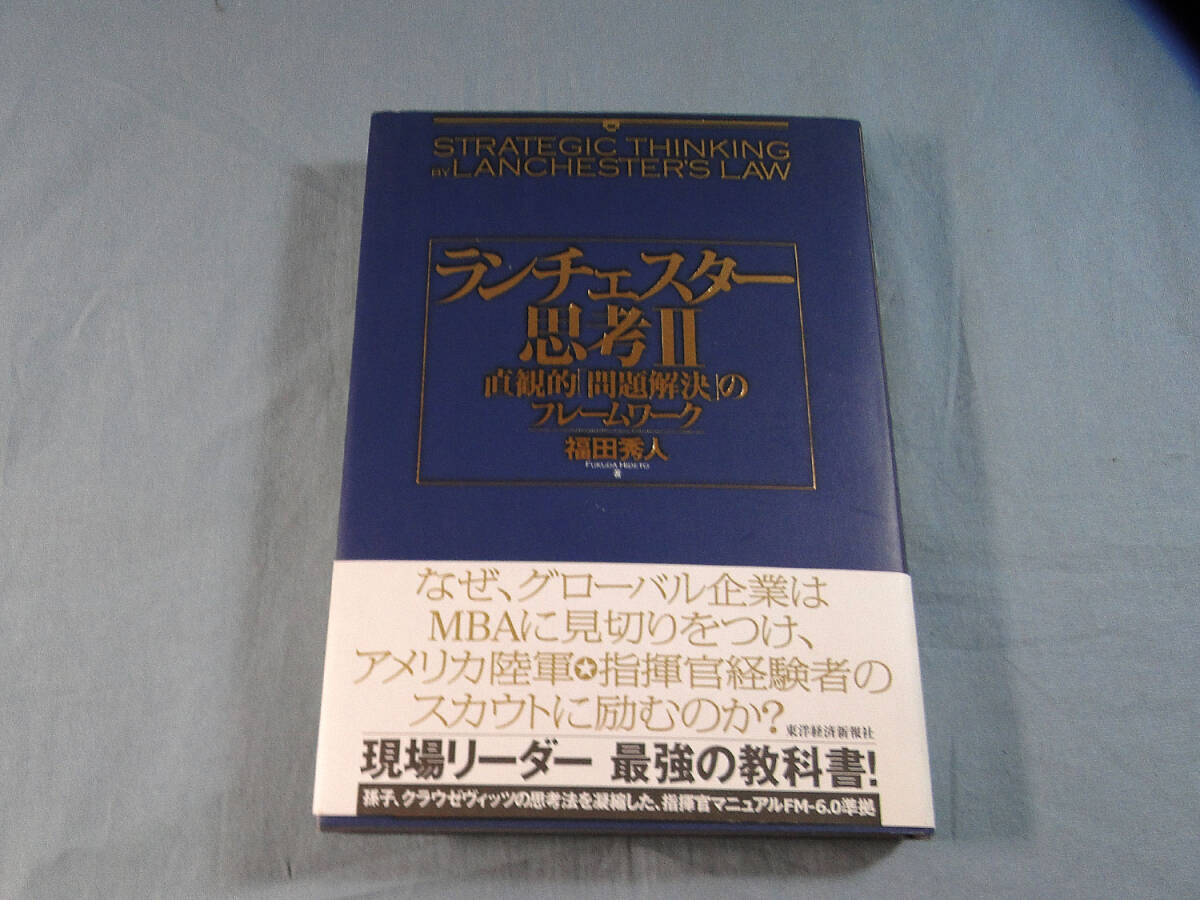 STRATEGIC THINKING
BY LANCHESTER'S LAW
ランチェスター
思考II
直観的「問題解決」の
フレームワーク
福田秀人
FUKUDA HIDETO
著
なぜ、グローバル企業は
MBAに見切りをつけ、
アメリカ陸軍✪指揮官経験者の
スカウトに励むのか?
東洋経済新報社
現場リーダー 最強の教科書!
孫子、クラウゼヴィッツの思考法を凝縮した、指揮官マニュアルFM-6.0準拠